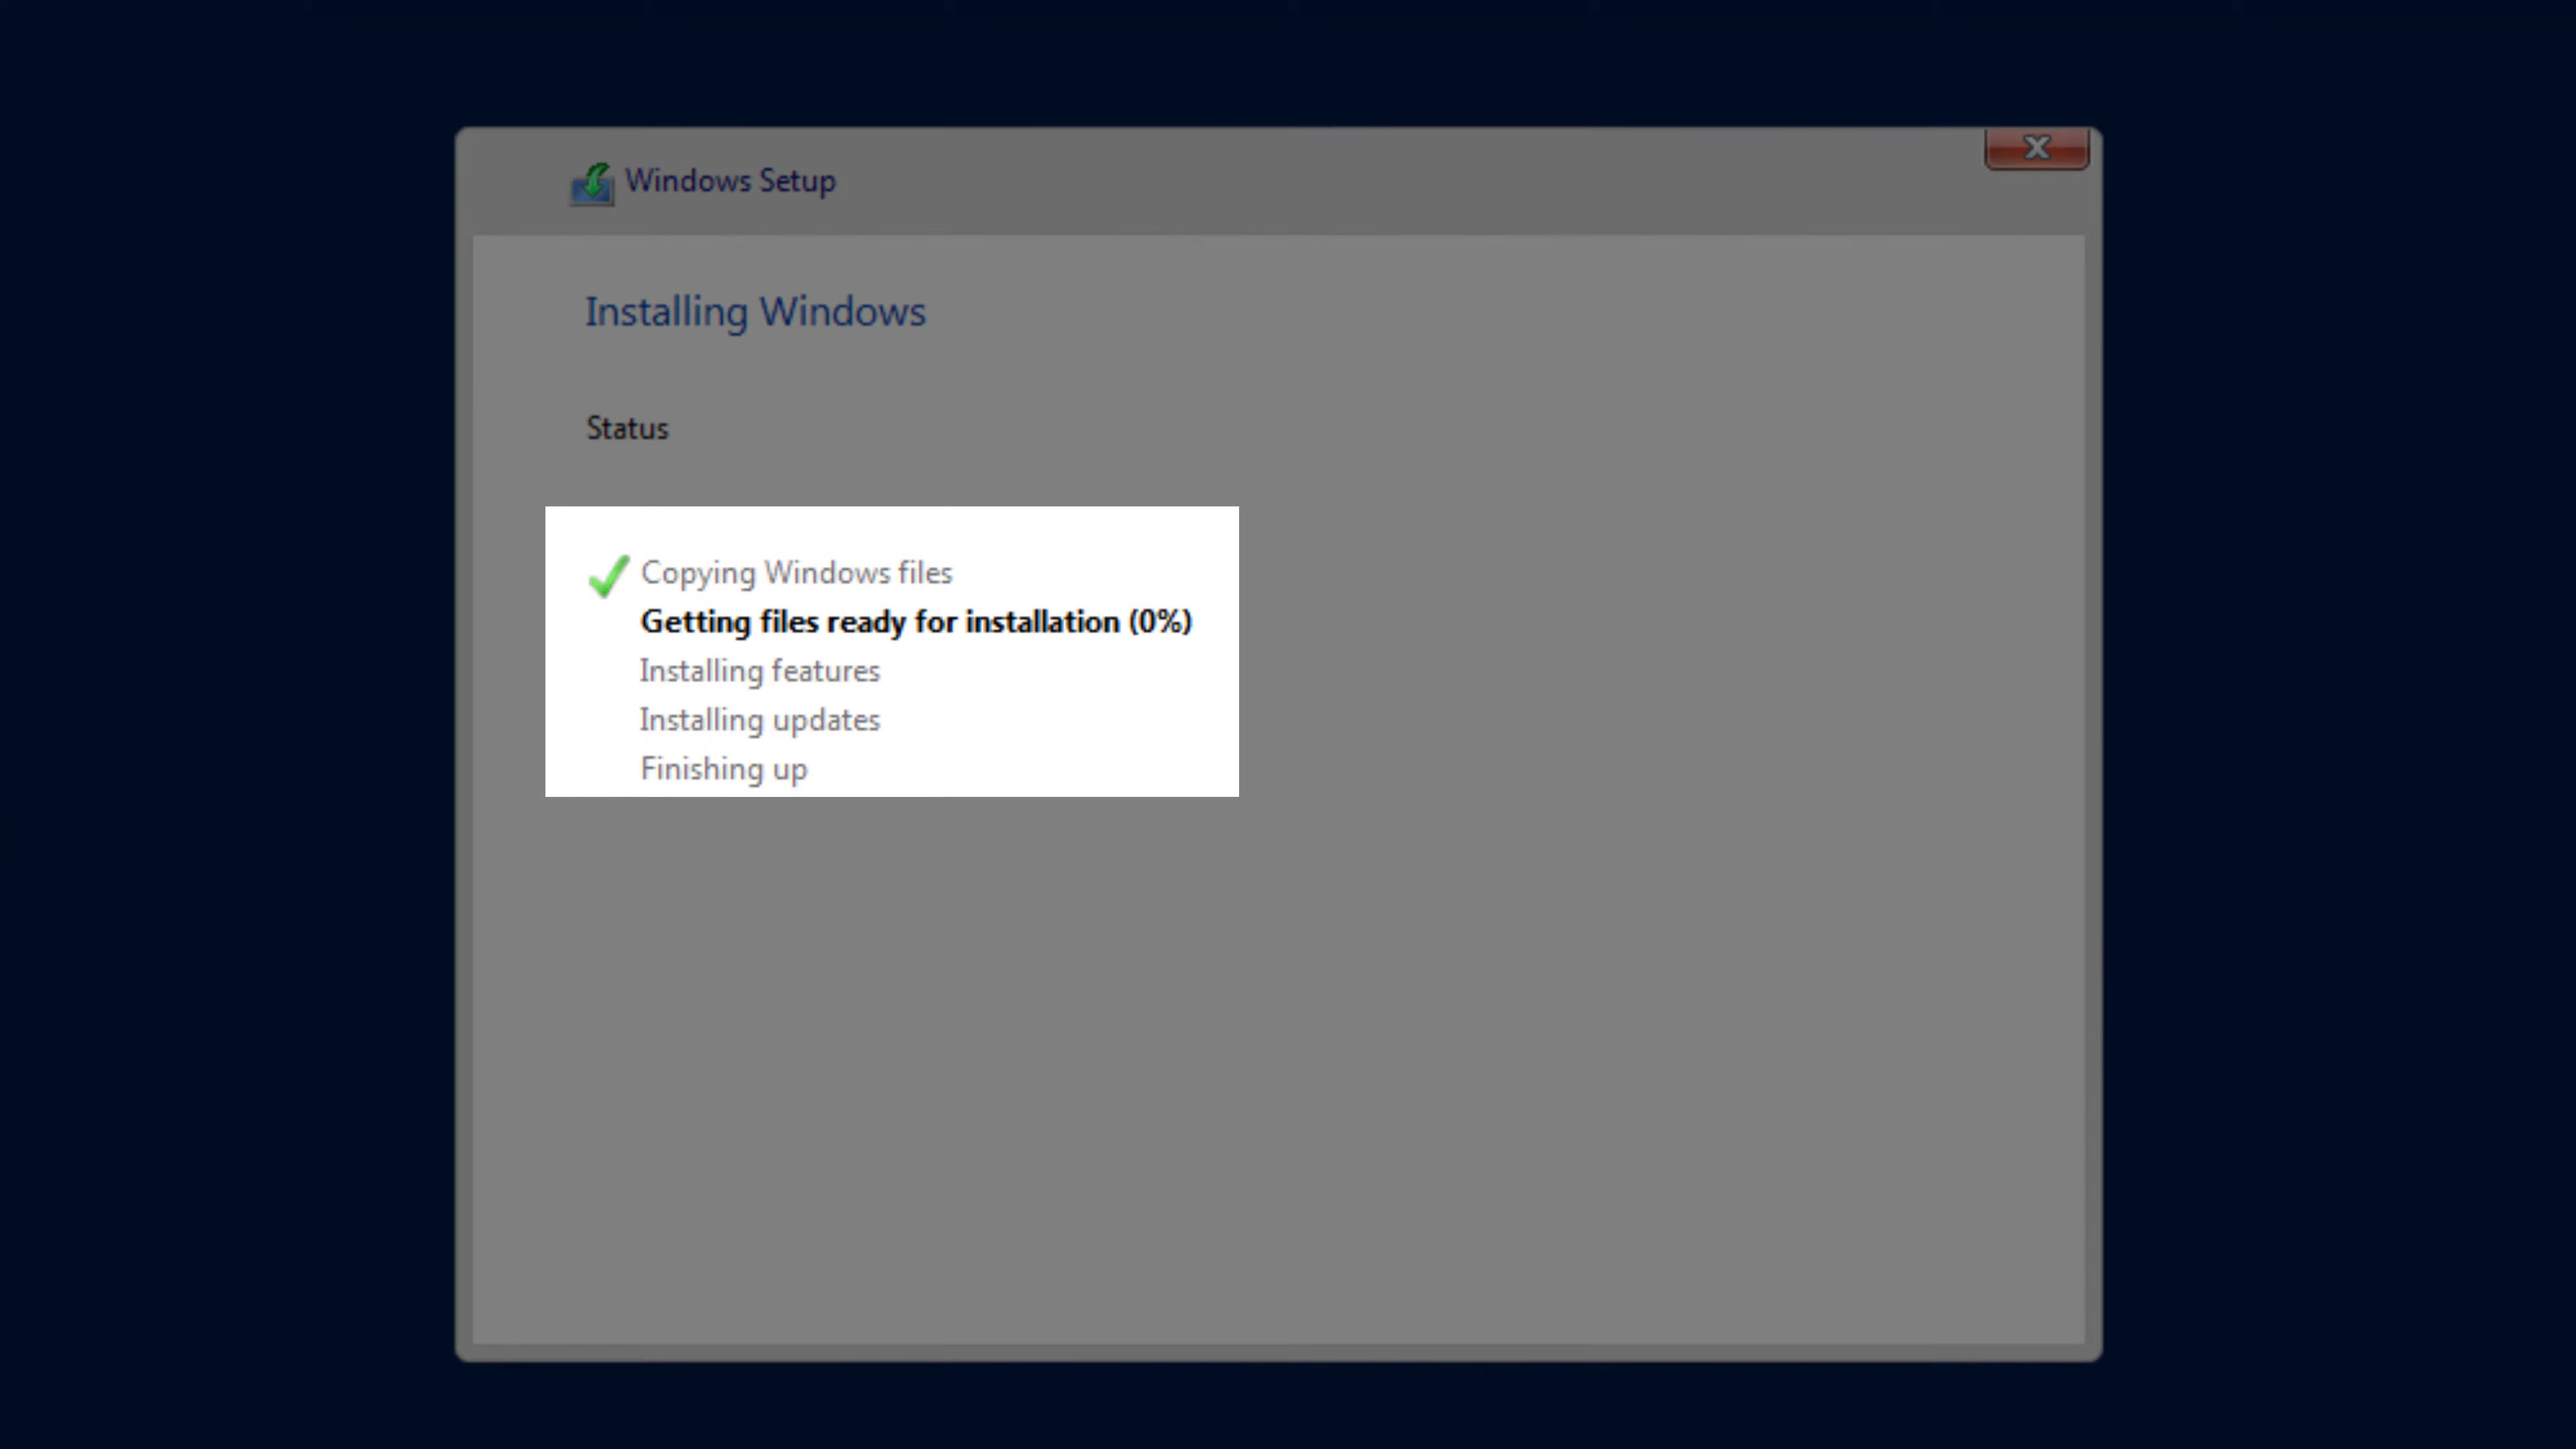 Windows Setup
Installing Windows
Status
Copying Windows files
Getting files ready for installation (0%)
Installing features
Installing updates
Finishing up